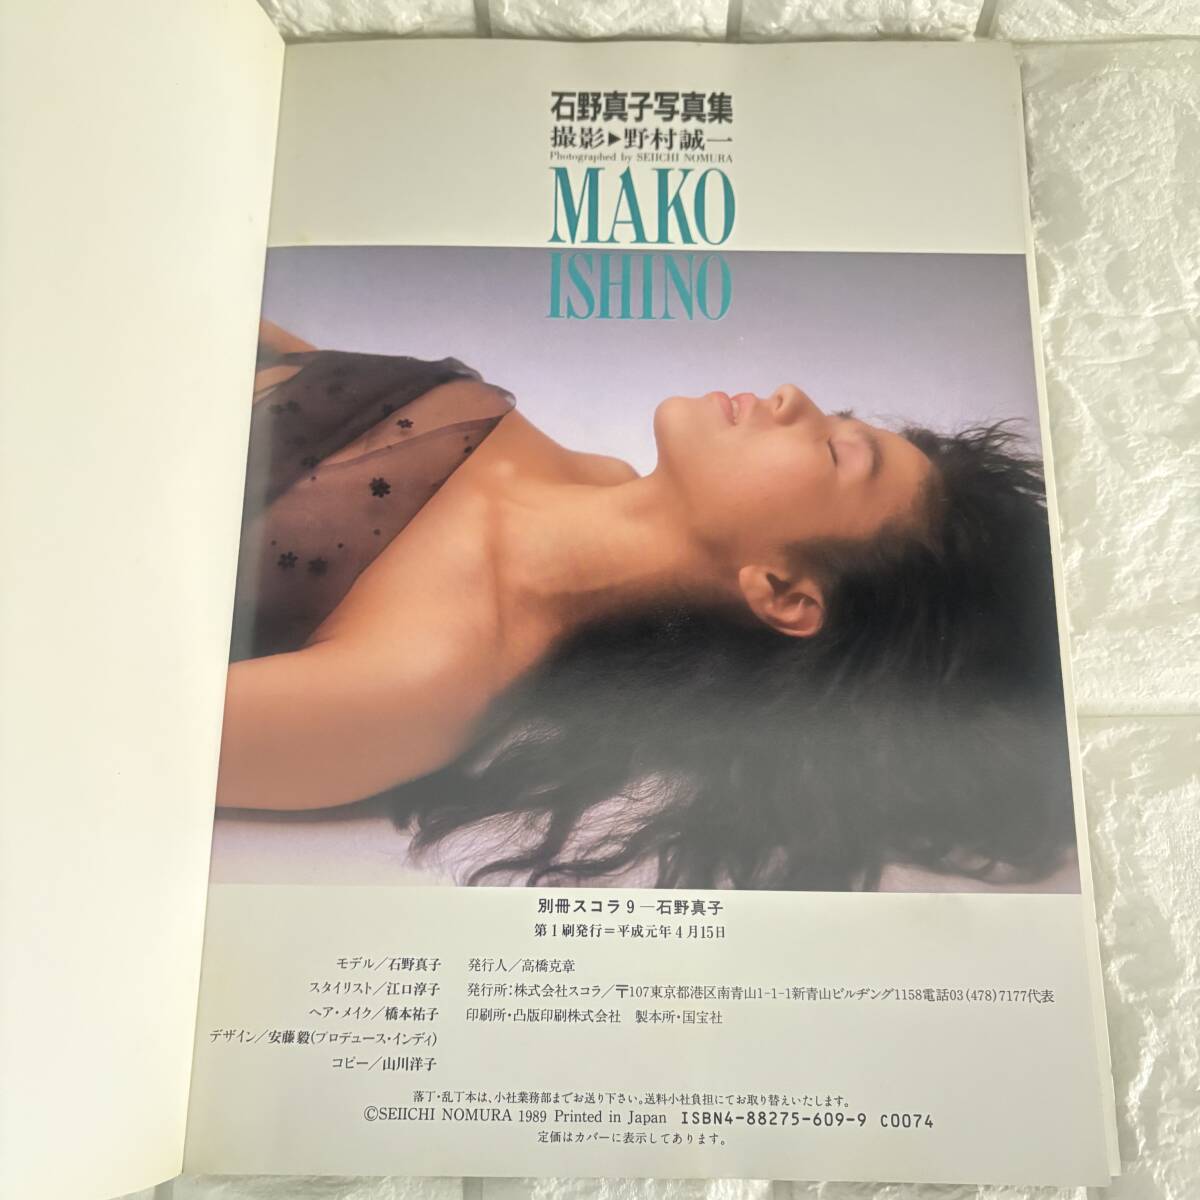 石野真子写真集
撮影▶野村誠一
Photographed by SEIICHI NOMURA
MAKO
ISHINO
別冊スコラ9―石野真子
第1刷発行＝平成元年4月15日
モデル／石野真子
スタイリスト／江口淳子
ヘア・メイク／橋本祐子
デザイン／安藤毅(プロデュース・インディ)
コピー／山川洋子
発行人／高橋克章
発行所：株式会社スコラ／〒107東京都港区南青山1-1-1新青山ビルヂング1158電話03(478)7177代表
印刷所・凸版印刷株式会社　製本所・国宝社
落丁・乱丁本は、小社業務部までお送り下さい。送料小社負担にてお取り替えいたします。
©SEIICHI NOMURA 1989 Printed in Japan ISBN4-88275-609-9 C0074
定価はカバーに表示してあります。